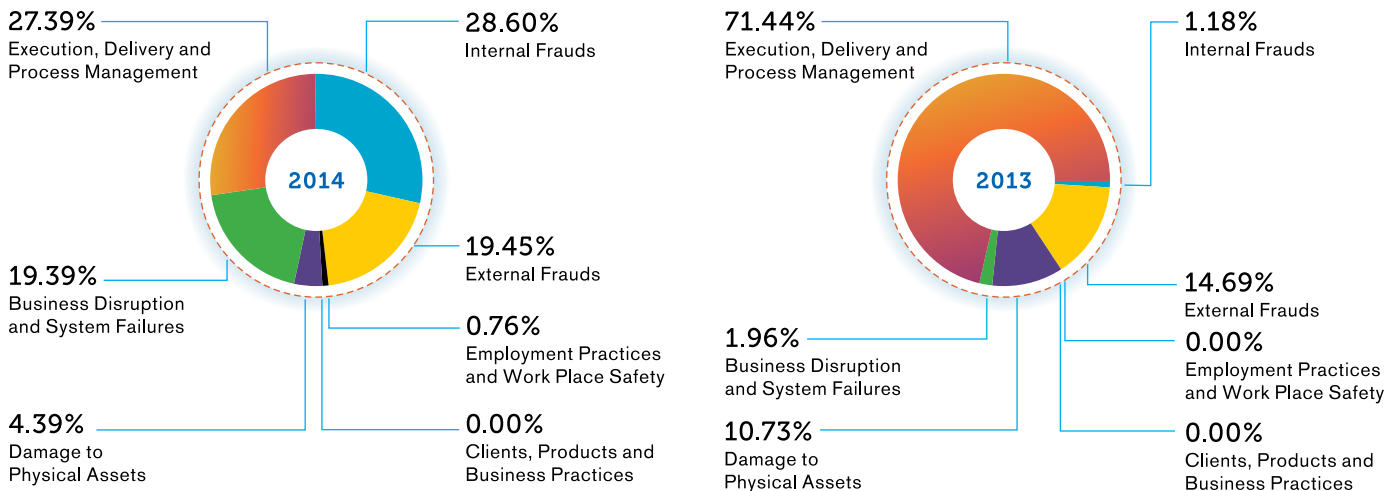 27.39%
Execution, Delivery and
Process Management
28.60%
Internal Frauds
2014
19.45%
External Frauds
19.39%
Business Disruption
and System Failures
0.76%
Employment Practices
and Work Place Safety
4.39%
Damage to
Physical Assets
0.00%
Clients, Products and
Business Practices
71.44%
Execution, Delivery and
Process Management
1.18%
Internal Frauds
2013
14.69%
External Frauds
1.96%
Business Disruption
and System Failures
0.00%
Employment Practices
and Work Place Safety
10.73%
Damage to
Physical Assets
0.00%
Clients, Products and
Business Practices